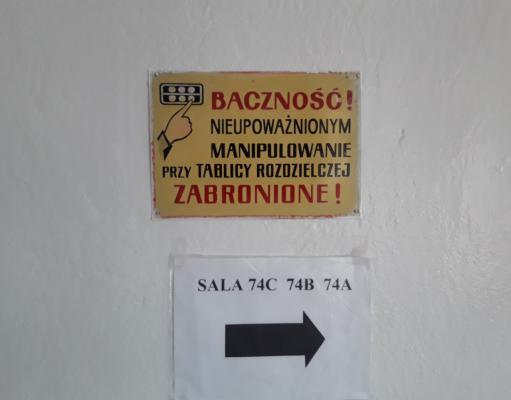 BACZNOŚĆ!
NIEUPOWAŻNIONYM
MANIPULOWANIE
PRZY TABLICY ROZDZIELCZEJ
ZABRONIONE!
SALA 74C 74B 74A